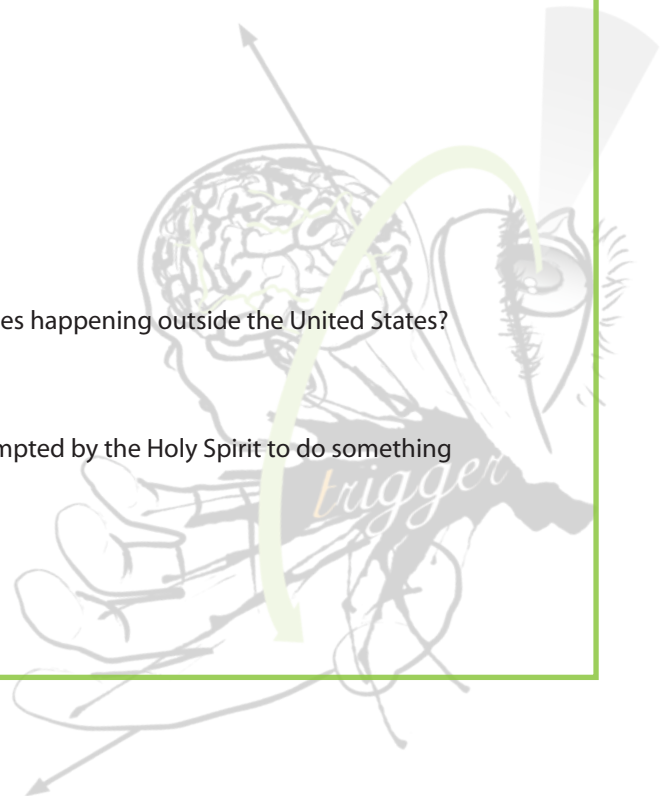 es happening outside the United States?
mpted by the Holy Spirit to do something
trigger